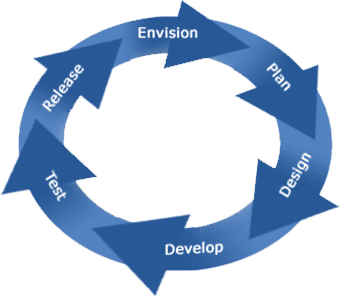 Envision
Plan
Design
Develop
Test
Release